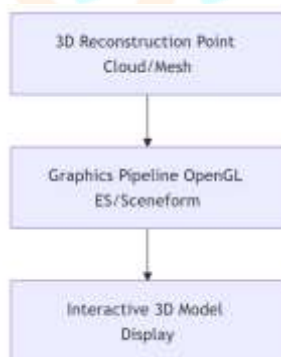 3D Reconstruction Point
Cloud/Mesh
Graphics Pipeline OpenGL
ES/Sceneform
Interactive 3D Model
Display